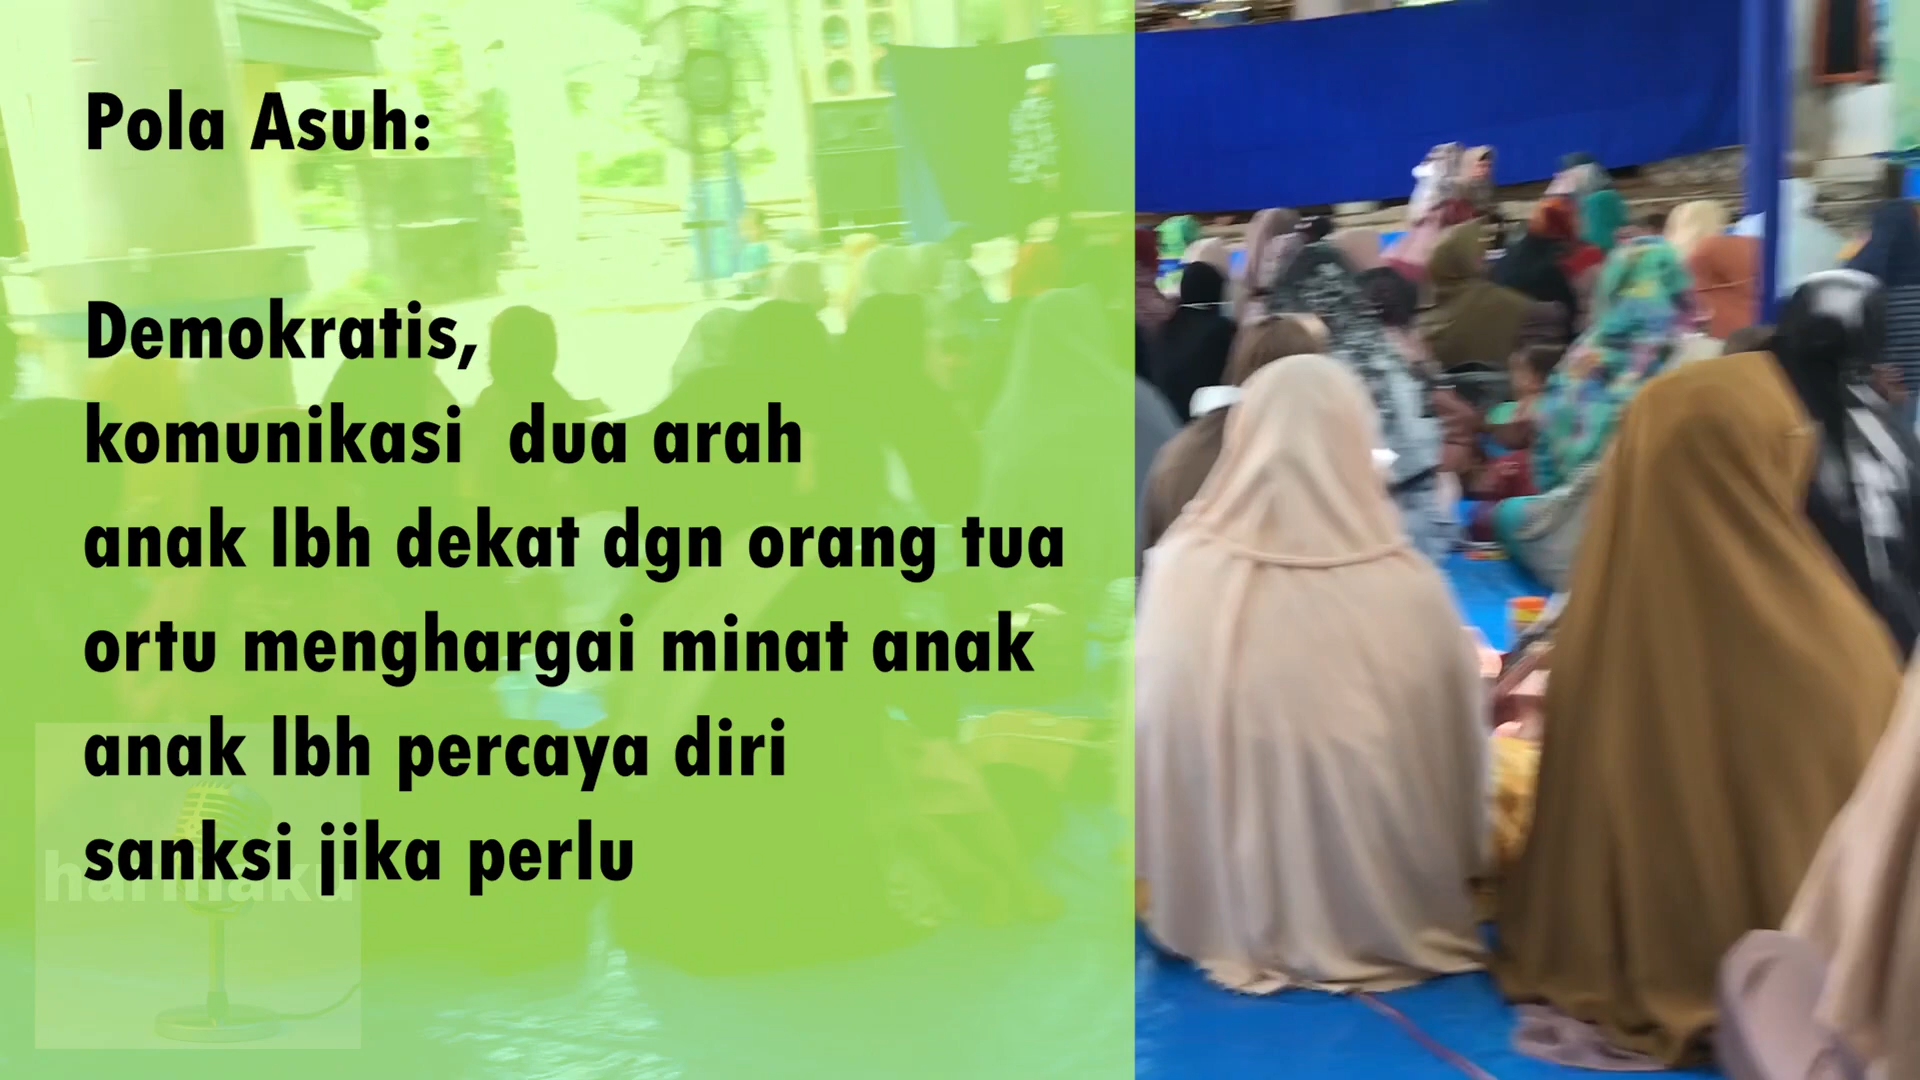 Pola Asuh:
Demokratis,
komunikasi dua arah
anak lbh dekat dgn orang tua
ortu menghargai minat anak
anak lbh percaya diri
sanksi jika perlu
harmaku